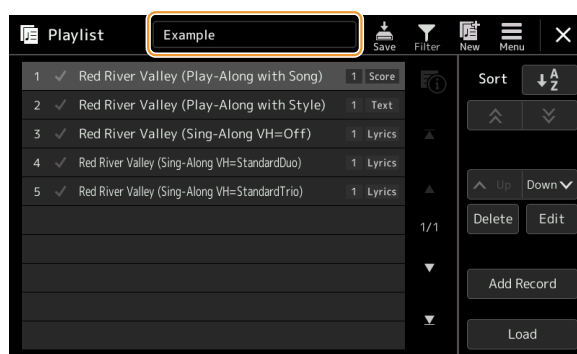 Playlist Example Save Filter New Menu
1 Red River Valley (Play-Along with Song) 1 Score
2 Red River Valley (Play-Along with Style) 1 Text
3 Red River Valley (Sing-Along VH=Off) 1 Lyrics
4 Red River Valley (Sing-Along VH=StandardDuo) 1 Lyrics
5 Red River Valley (Sing-Along VH=StandardTrio) 1 Lyrics
1/1
Sort AZ
Up Down
Delete Edit
Add Record
Load